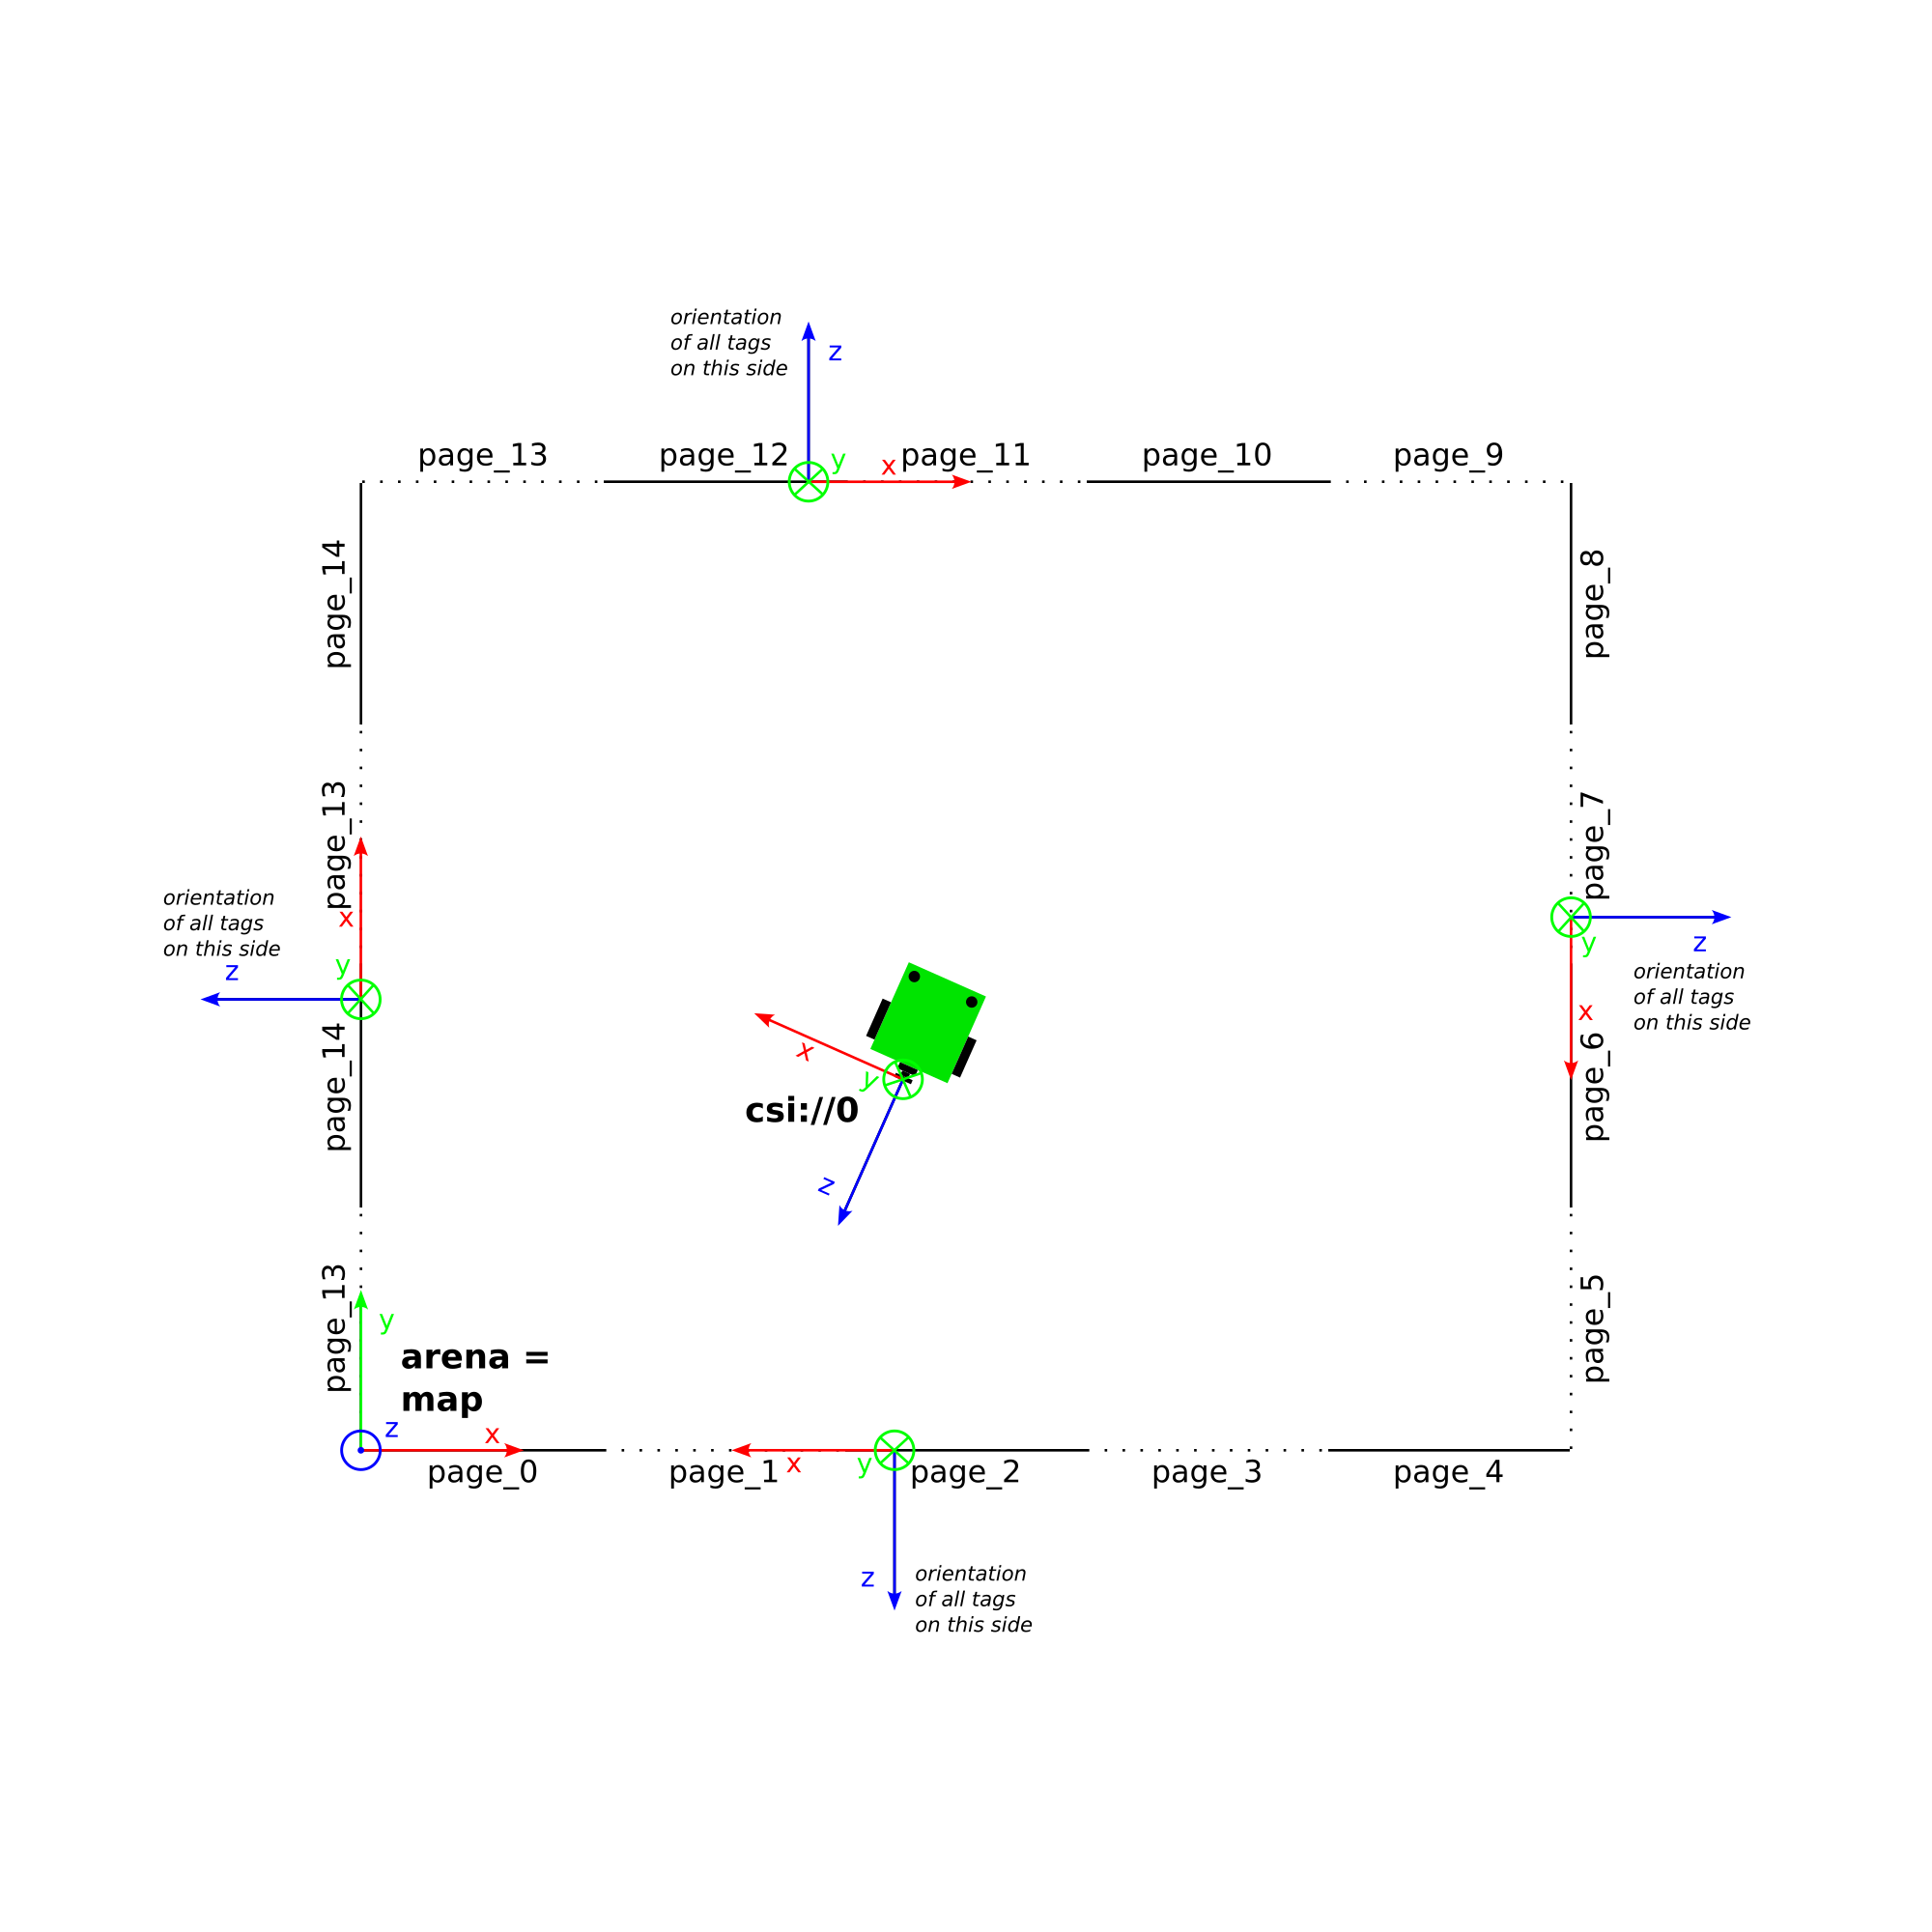 orientation
of all tags
on this side
z
page_13
page_12
y
x
page_11
page_10
page_9
page_14
page_8
page_13
page_7
orientation
of all tags
on this side
x
y
z
y
z
orientation
of all tags
on this side
x
page_14
page_6
x
y
csi://0
z
page_13
page_5
y
arena =
map
z
x
page_0
page_1
x
y
page_2
page_3
page_4
z
orientation
of all tags
on this side